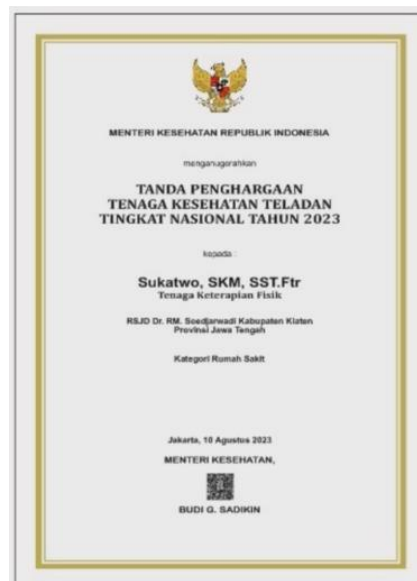 MENTERI KESEHATAN REPUBLIK INDONESIA
menganugerahkan
TANDA PENGHARGAAN
TENAGA KESEHATAN TELADAN
TINGKAT NASIONAL TAHUN 2023
kepada :
Sukatwo, SKM, SST.Ftr
Tenaga Keterapian Fisik
RSJD Dr. RM. Soedjarwadi Kabupaten Klaten
Provinsi Jawa Tengah
Kategori Rumah Sakit
Jakarta, 10 Agustus 2023
MENTERI KESEHATAN,
BUDI G. SADIKIN